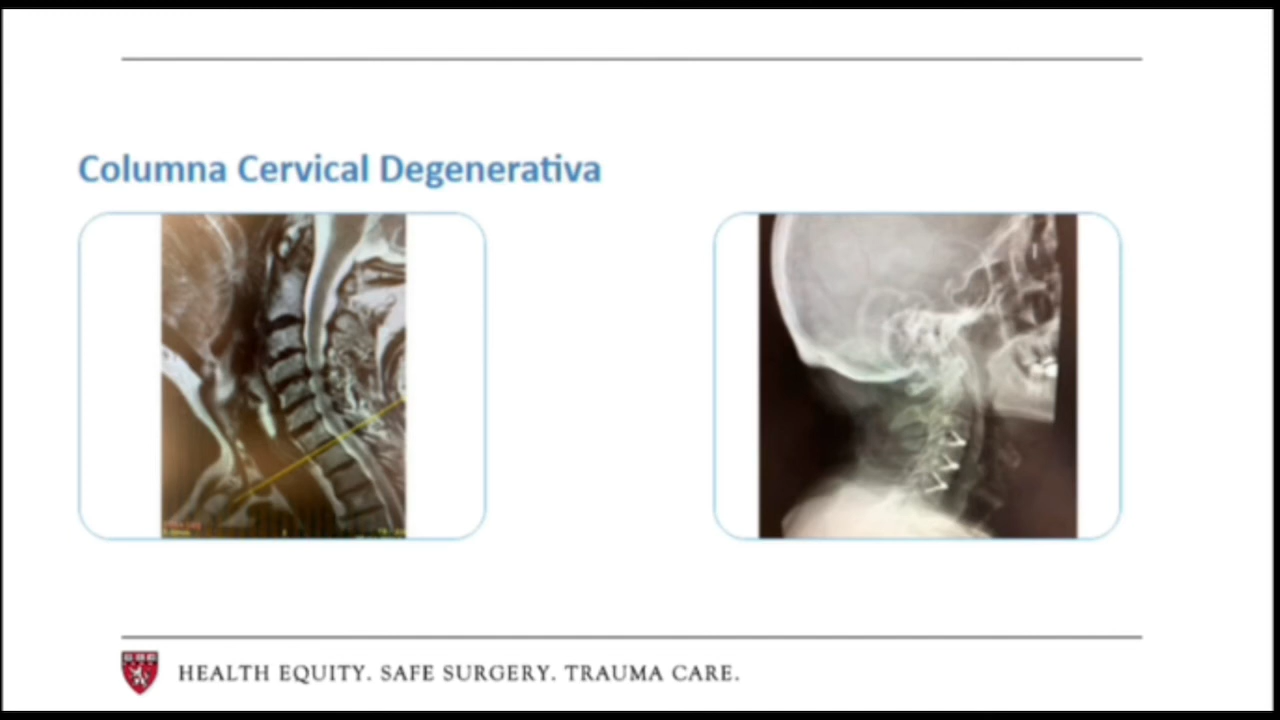 Columna Cervical Degenerativa
HEALTH EQUITY. SAFE SURGERY. TRAUMA CARE.